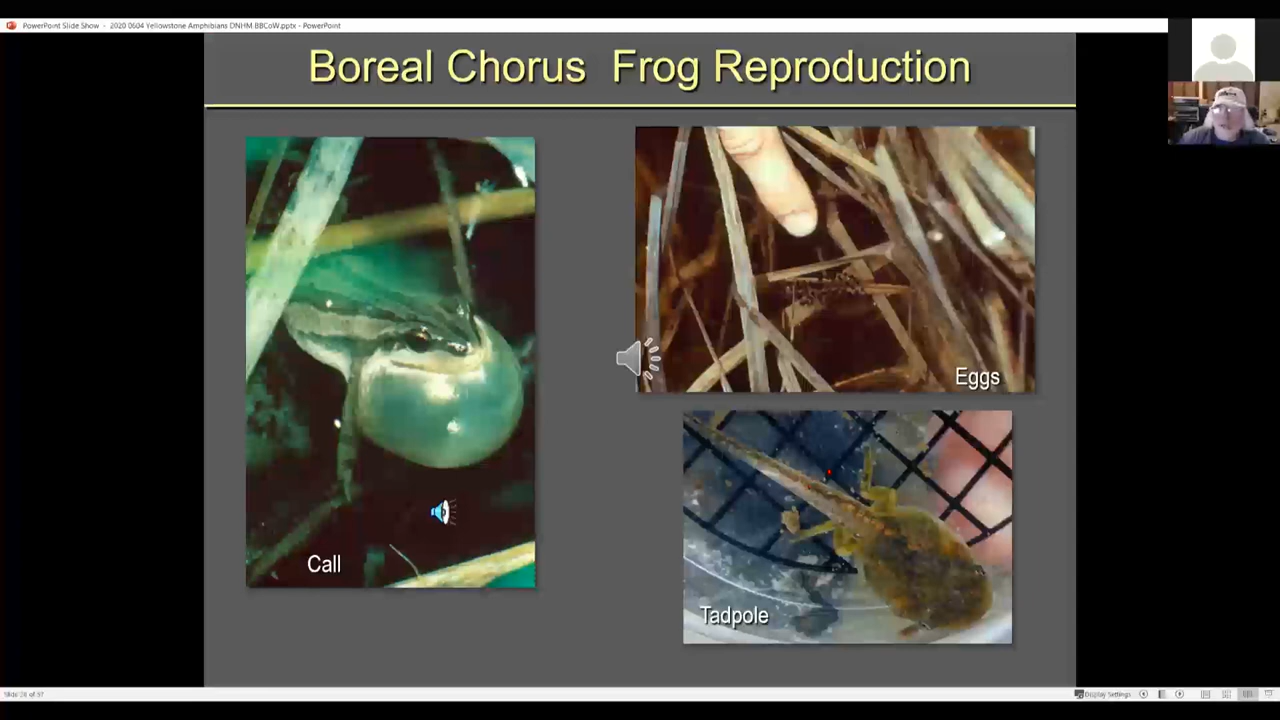 PowerPoint Slide Show - 2020 0604 Yellowstone Amphibians DNHM BBCoW.pptx - PowerPoint
Boreal Chorus Frog Reproduction
Eggs
Call
Tadpole
Display Settings